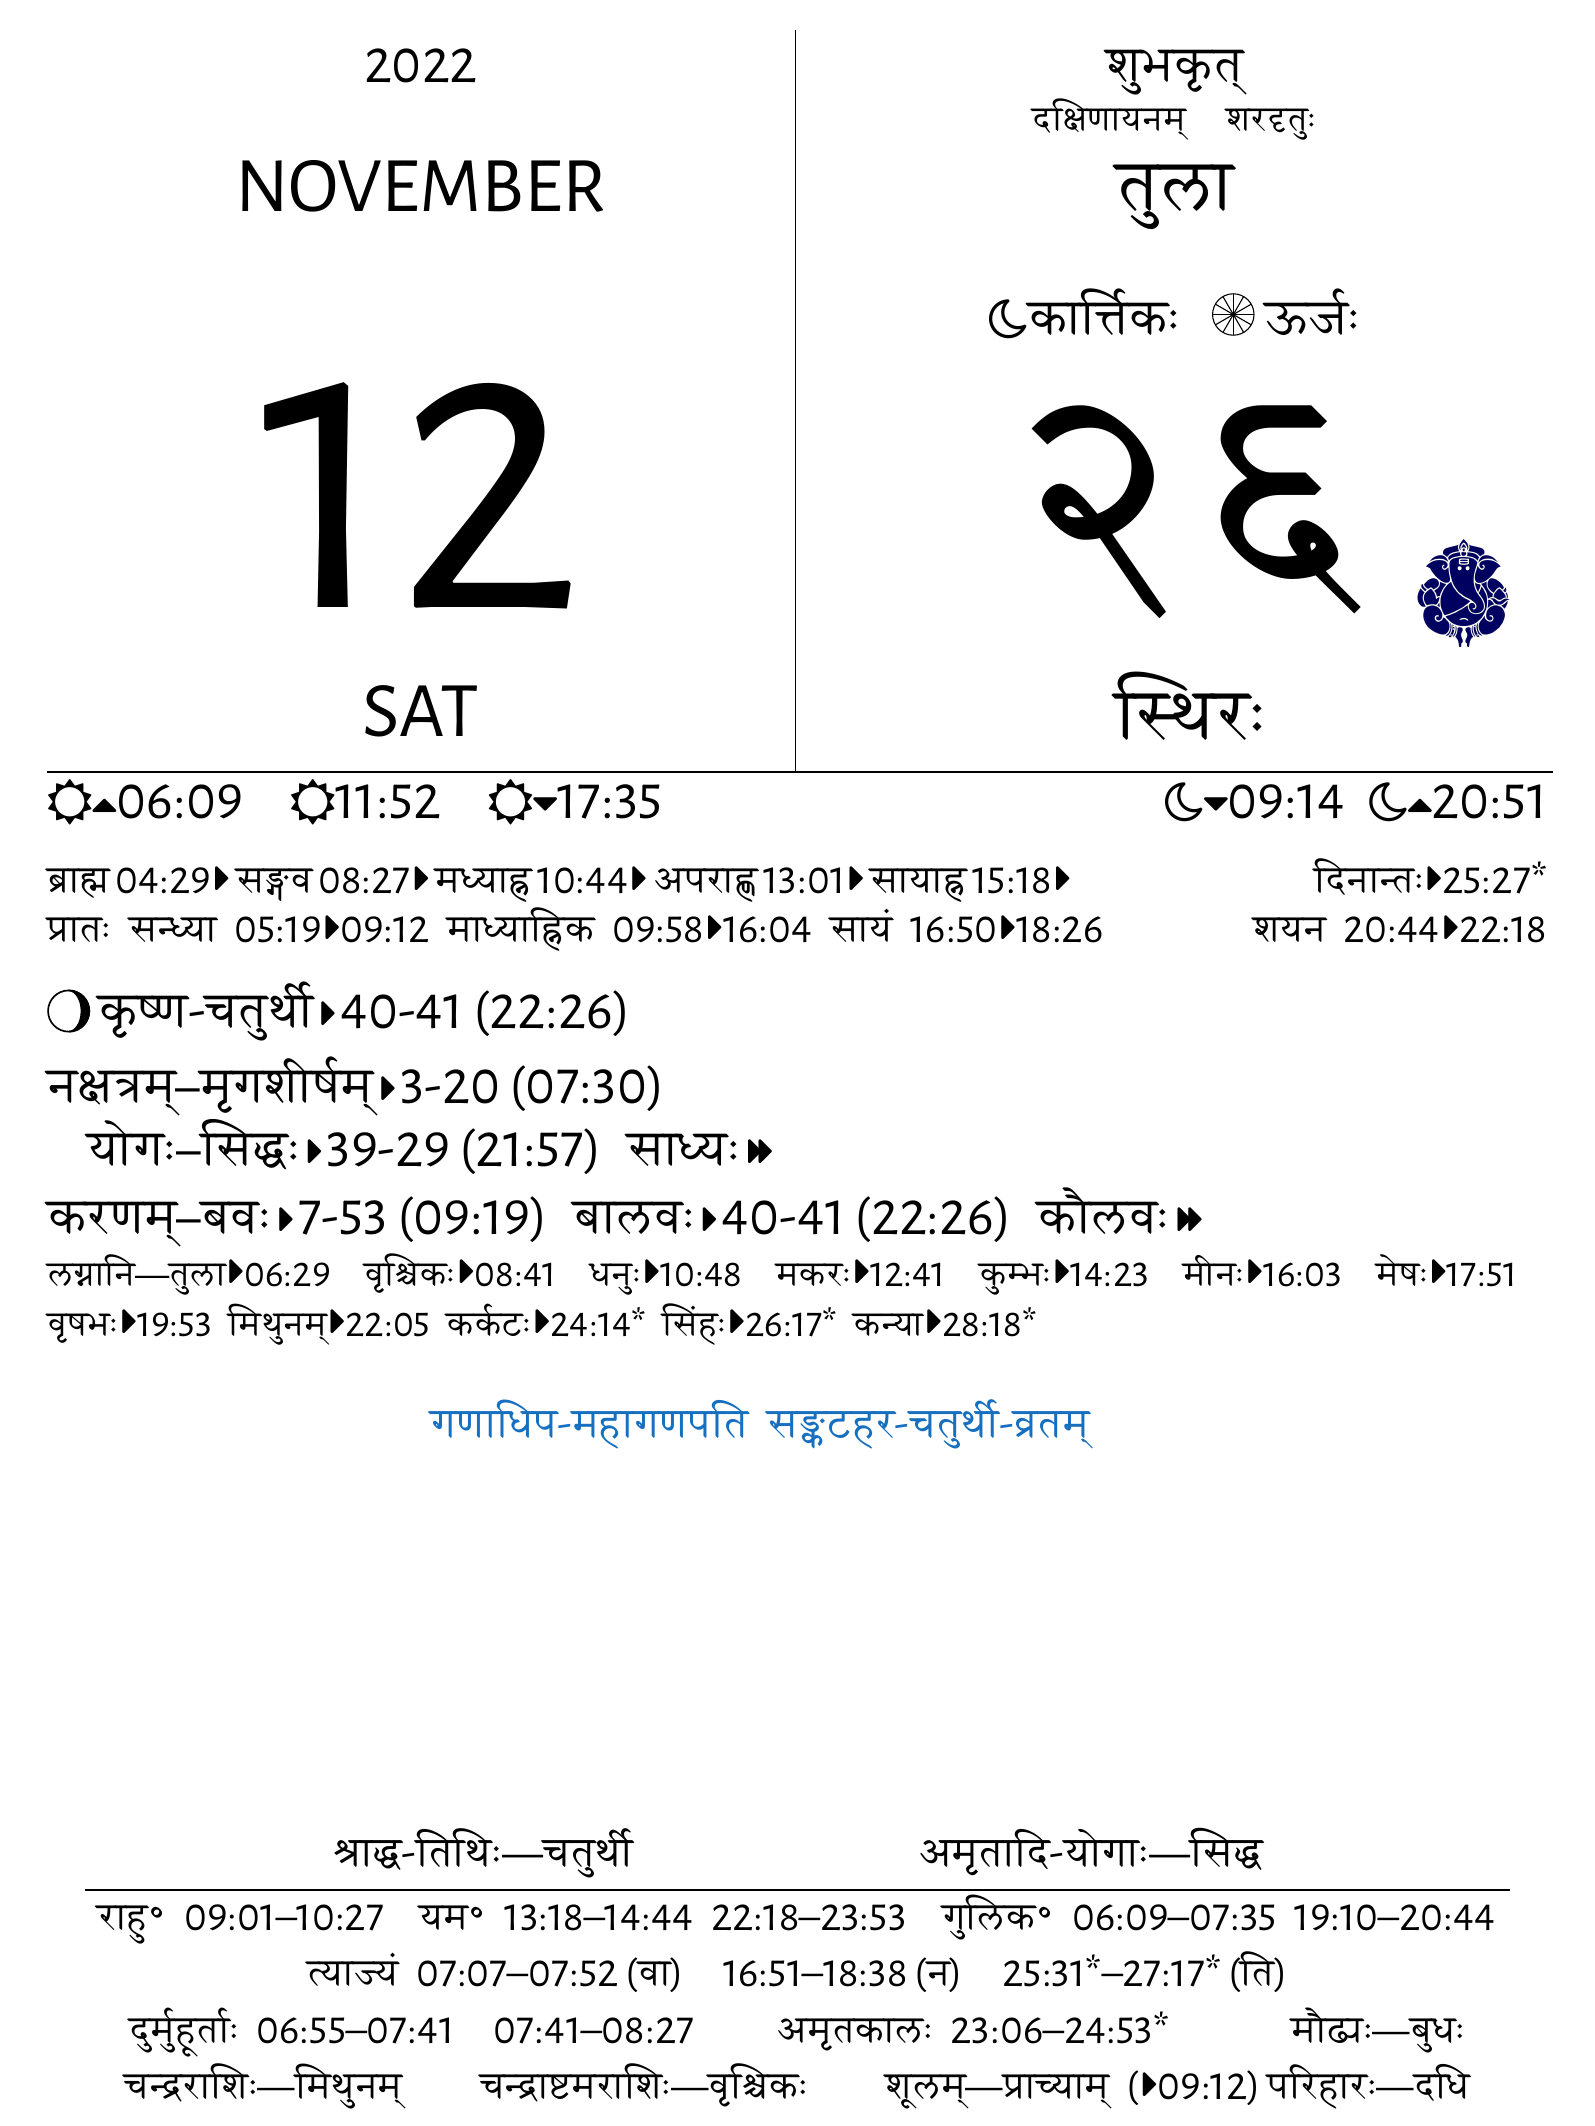 2022
NOVEMBER
12
SAT
शुभकृत्
दक्षिणायनम् शरदृतुः
तुला
कार्त्तिकः ऊर्जः
२६
स्थिरः
06:09 11:52 17:35 09:14 20:51
ब्राह्म 04:29 सङ्गव 08:27 मध्याह्न 10:44 अपराह्ण 13:01 सायाह्न 15:18 दिनान्तः 25:27*
प्रातः सन्ध्या 05:19 09:12 माध्याह्निक 09:58 16:04 सायं 16:50 18:26 शयन 20:44 22:18
कृष्ण-चतुर्थी 40-41 (22:26)
नक्षत्रम्–मृगशीर्षम् 3-20 (07:30)
योगः–सिद्धः 39-29 (21:57) साध्यः
करणम्–बवः 7-53 (09:19) बालवः 40-41 (22:26) कौलवः
लग्नानि—तुला 06:29 वृश्चिकः 08:41 धनुः 10:48 मकरः 12:41 कुम्भः 14:23 मीनः 16:03 मेषः 17:51
वृषभः 19:53 मिथुनम् 22:05 कर्कटः 24:14* सिंहः 26:17* कन्या 28:18*
गणाधिप-महागणपति सङ्कटहर-चतुर्थी-व्रतम्
श्राद्ध-तिथिः—चतुर्थी अमृतादि-योगाः—सिद्ध
राहु॰ 09:01–10:27 यम॰ 13:18–14:44 22:18–23:53 गुलिक॰ 06:09–07:35 19:10–20:44
त्याज्यं 07:07–07:52 (वा) 16:51–18:38 (न) 25:31*–27:17* (ति)
दुर्मुहूर्ताः 06:55–07:41 07:41–08:27 अमृतकालः 23:06–24:53* मौढ्यः—बुधः
चन्द्रराशिः—मिथुनम् चन्द्राष्टमराशिः—वृश्चिकः शूलम्—प्राच्याम् (09:12) परिहारः—दधि